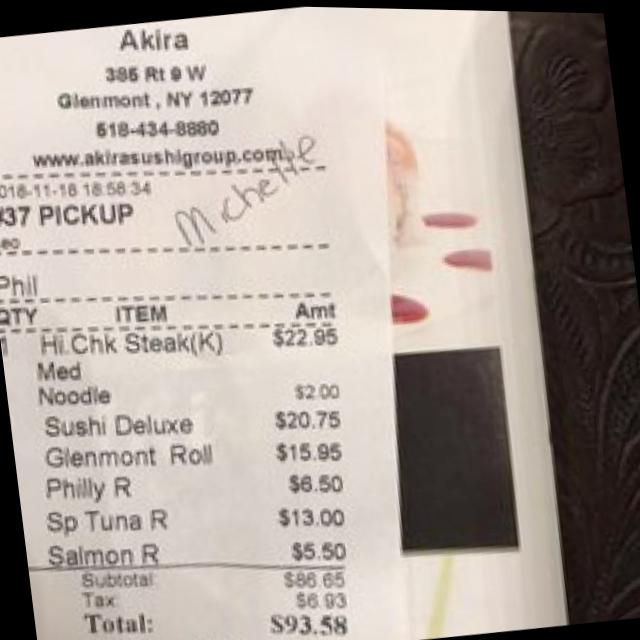 Akira
385 Rt 9 W
Glenmont , NY 12077
518-434-8880
www.akirasushigroup.com
016-11-16 18:58:34
Michelle
37 PICKUP
eo
Phil
QTY ITEM Amt
1 Hi.Chk Steak(K) $22.95
Med
Noodle $2.00
Sushi Deluxe $20.75
Glenmont Roll $15.95
Philly R $6.50
Sp Tuna R $13.00
Salmon R $5.50
Subtotal: $86.65
Tax: $6.93
Total: $93.58